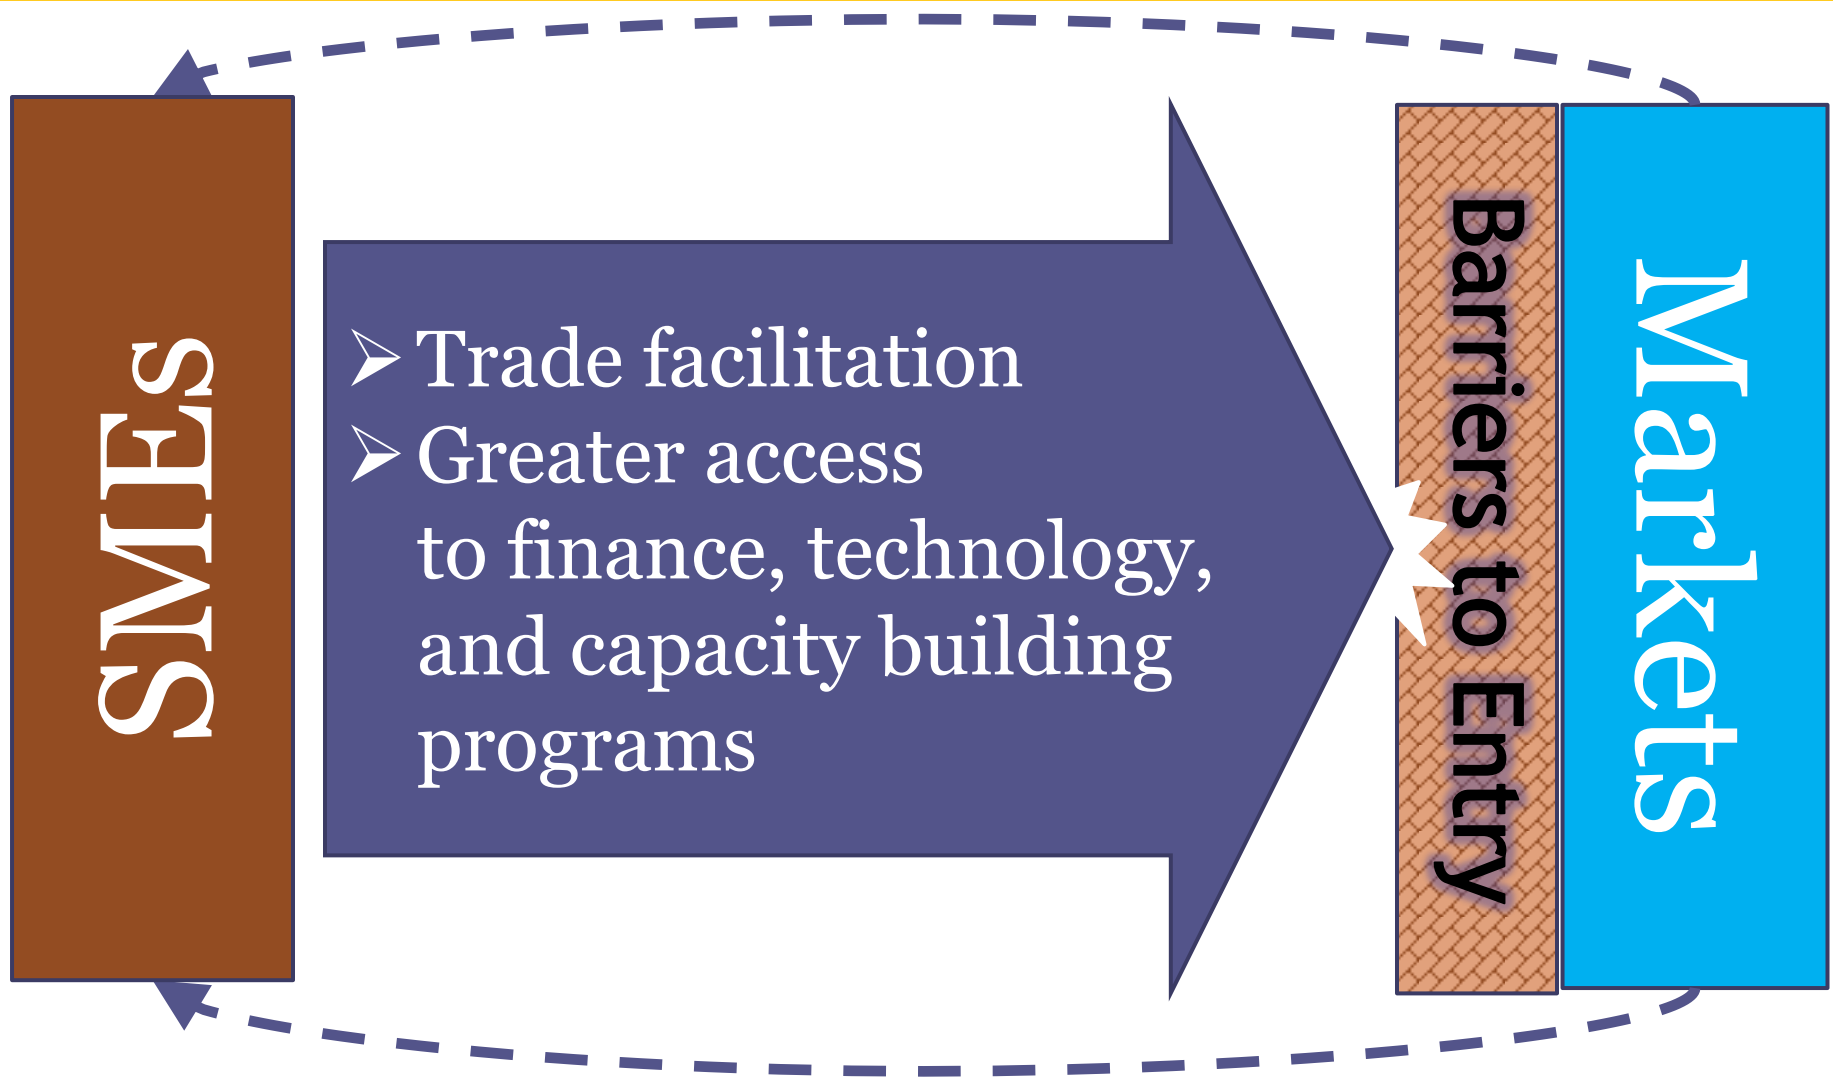 SMEs
Trade facilitation
Greater access
to finance, technology,
and capacity building
programs
Barriers to Entry
Markets